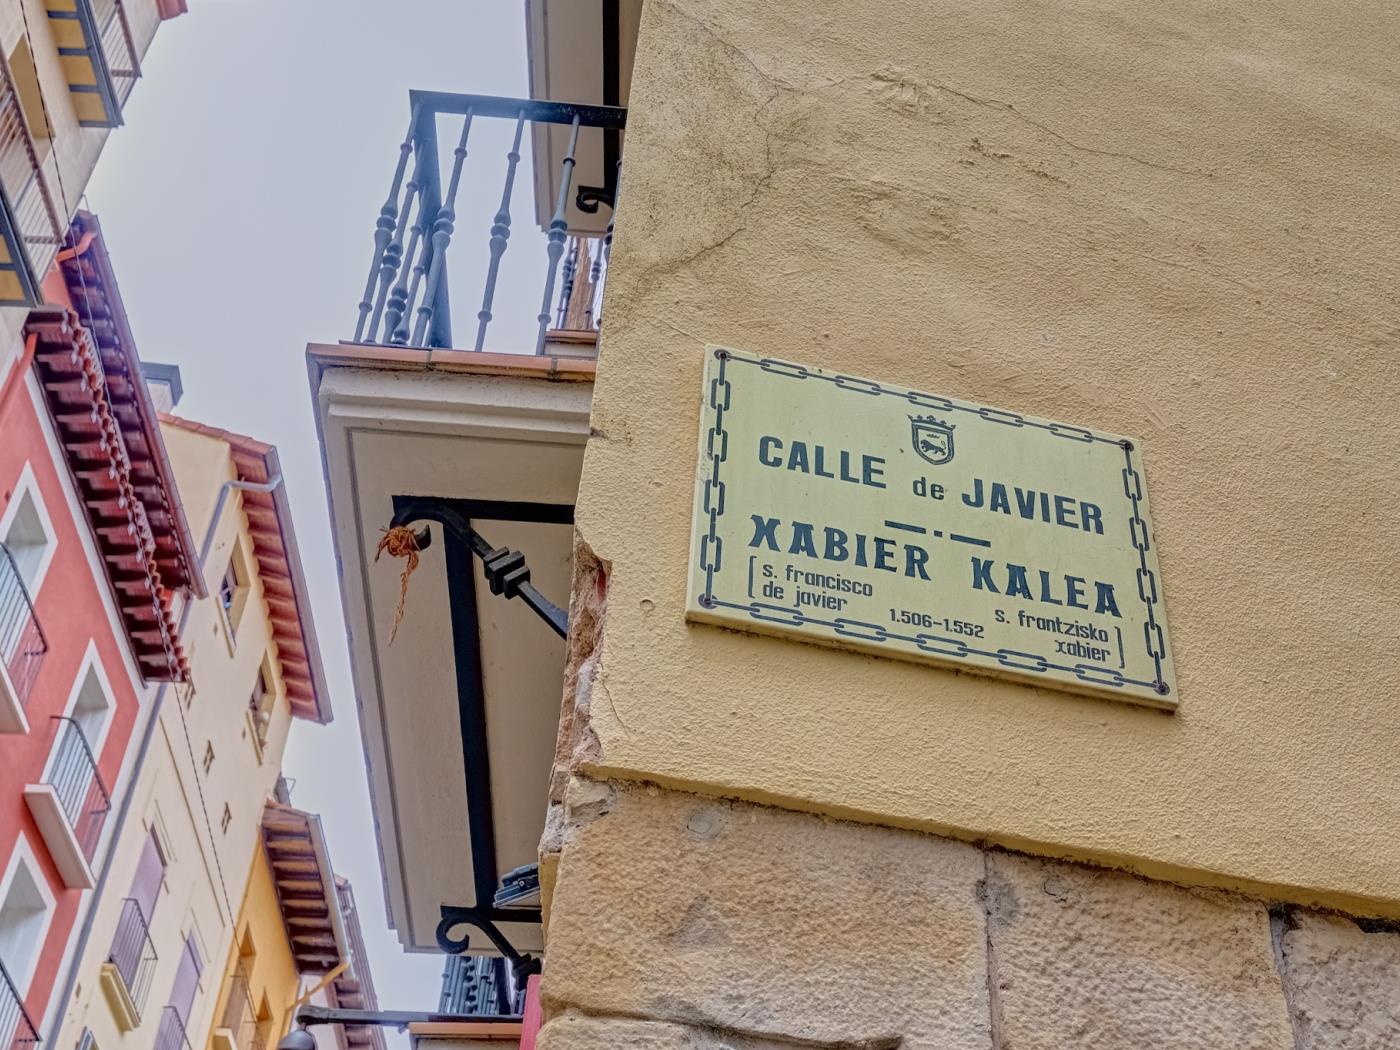 CALLE de JAVIER
XABIER KALEA
[s. francisco
de javier
1.506-1.552
s. frantzisko
xabier]